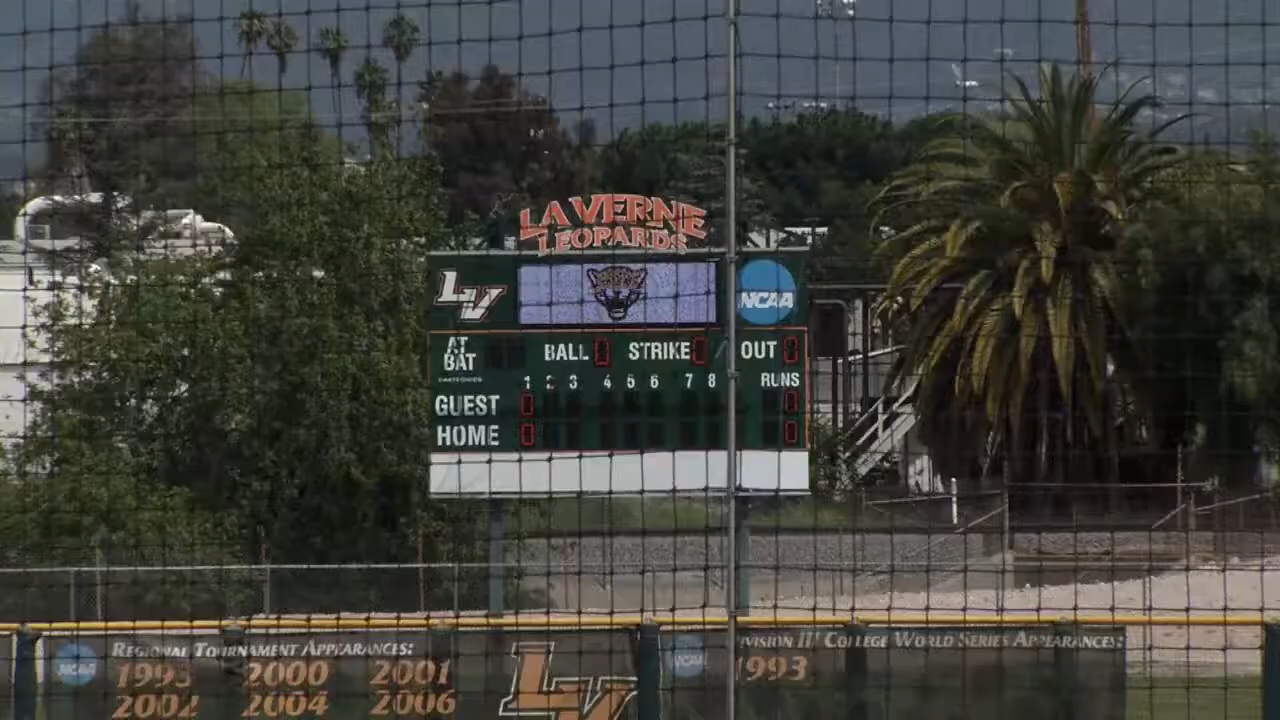 LA VERNE
LEOPARDS
LV
NCAA
AT BAT
BALL 0 STRIKE 0 OUT 0
1 2 3 4 5 6 7 8 RUNS
GUEST 0 0
HOME 0 0
REGIONAL TOURNAMENT APPEARANCES:
NCAA
1993 2000 2001
2002 2004 2006
LV
NCAA
DIVISION III COLLEGE WORLD SERIES APPEARANCES:
1993